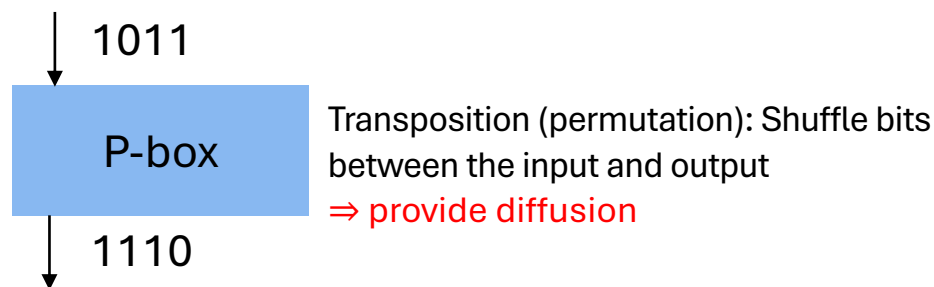 1011
P-box
Transposition (permutation): Shuffle bits
between the input and output
⇒ provide diffusion
1110